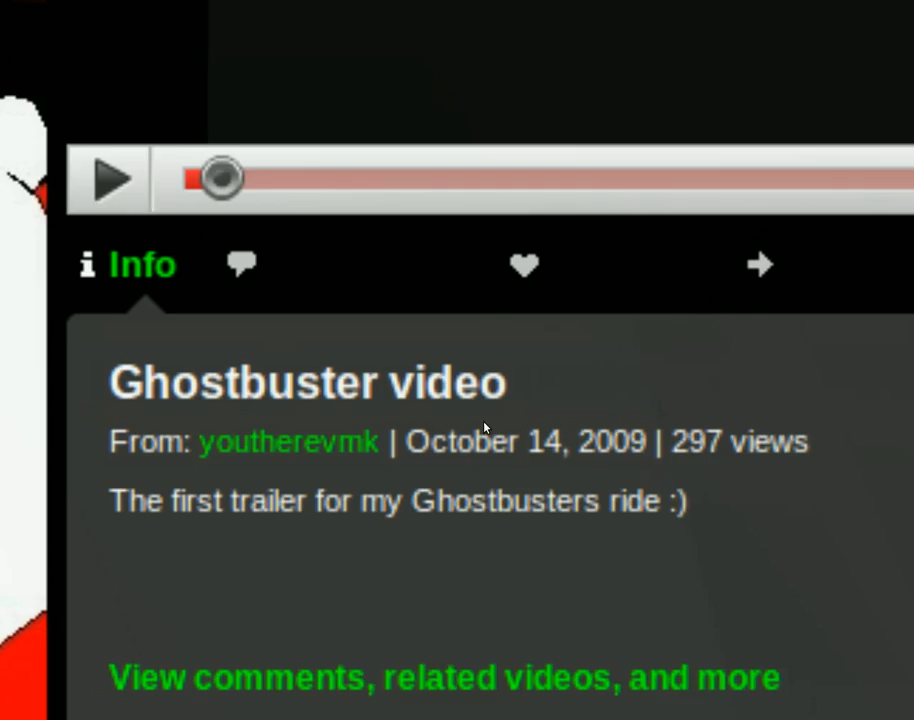 Info
Ghostbuster video
From: youtherevmk | October 14, 2009 | 297 views
The first trailer for my Ghostbusters ride :)
View comments, related videos, and more